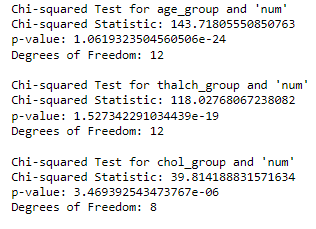 Chi-squared Test for age_group and 'num'
Chi-squared Statistic: 143.71805550850763
p-value: 1.0619323504560506e-24
Degrees of Freedom: 12
Chi-squared Test for thalch_group and 'num'
Chi-squared Statistic: 118.02768067238082
p-value: 1.527342291034439e-19
Degrees of Freedom: 12
Chi-squared Test for chol_group and 'num'
Chi-squared Statistic: 39.814188831571634
p-value: 3.469392543473767e-06
Degrees of Freedom: 8